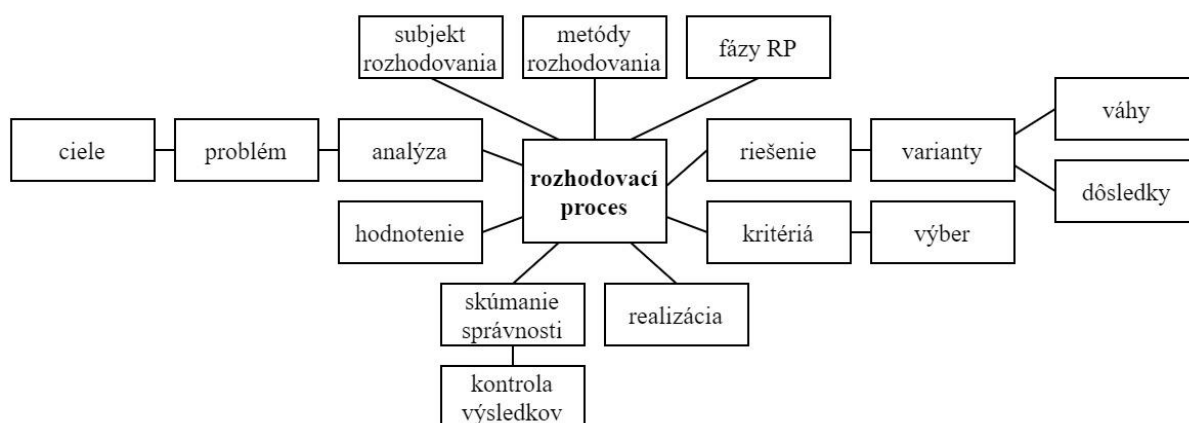 subjekt
rozhodovania
metódy
rozhodovania
fázy RP
ciele
problém
analýza
rozhodovací
proces
riešenie
varianty
váhy
dôsledky
hodnotenie
kritériá
výber
skúmanie
správnosti
realizácia
kontrola
výsledkov